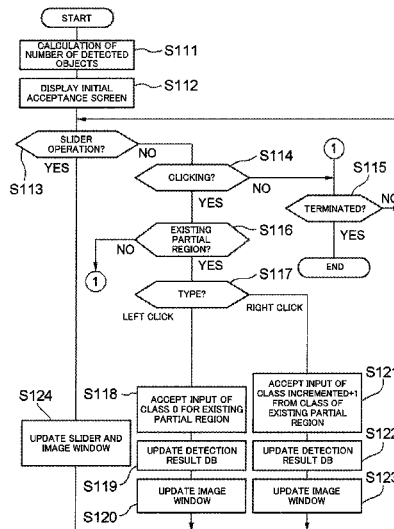 START
CALCULATION OF
NUMBER OF DETECTED
OBJECTS
S111
DISPLAY INITIAL
ACCEPTANCE SCREEN
S112
SLIDER
OPERATION?
S113
YES
NO
CLICKING?
S114
NO
YES
1
TERMINATED?
S115
NO
YES
END
EXISTING
PARTIAL
REGION?
S116
NO
YES
1
TYPE?
S117
LEFT CLICK
RIGHT CLICK
S118
ACCEPT INPUT OF
CLASS 0 FOR EXISTING
PARTIAL REGION
S121
ACCEPT INPUT OF
CLASS INCREMENTED+1
FROM CLASS OF
EXISTING PARTIAL
REGION
S124
UPDATE SLIDER AND
IMAGE WINDOW
UPDATE DETECTION
RESULT DB
S119
UPDATE DETECTION
RESULT DB
S122
UPDATE IMAGE
WINDOW
S120
UPDATE IMAGE
WINDOW
S123